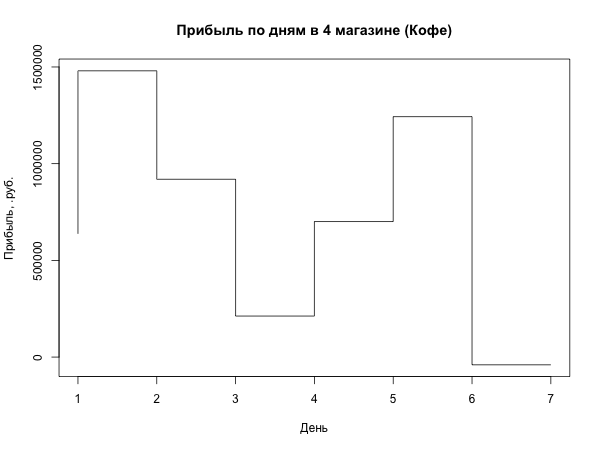 Прибыль по дням в 4 магазине (Кофе)
Прибыль, .руб.
1500000
1000000
500000
0
1 2 3 4 5 6 7
День